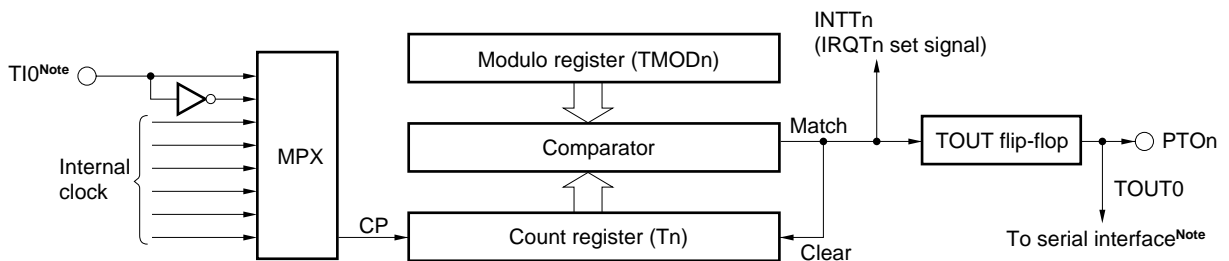 INTTn
(IRQTn set signal)
TI0Note
Modulo register (TMODn)
Internal
clock
MPX
Comparator
Match
TOUT flip-flop
PTOn
TOUT0
CP
Count register (Tn)
Clear
To serial interfaceNote